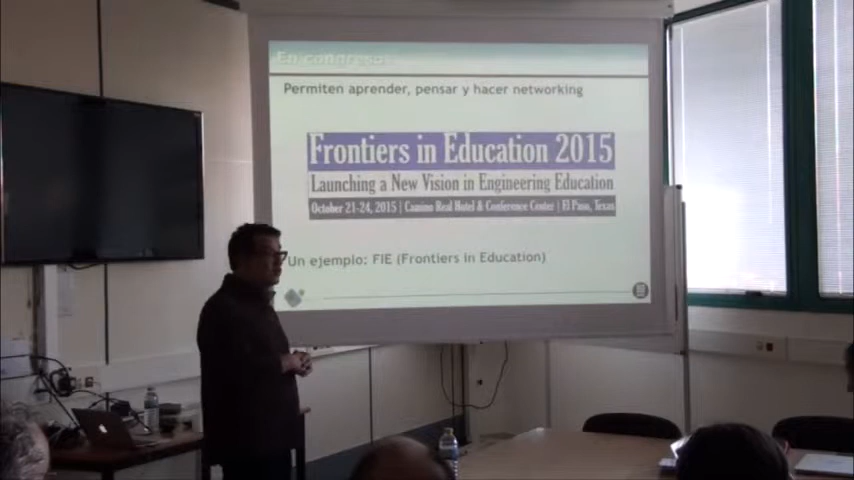 En congresos
Permiten aprender, pensar y hacer networking
Frontiers in Education 2015
Launching a New Vision in Engineering Education
October 21-24, 2015 | Camino Real Hotel & Conference Center | El Paso, Texas
Un ejemplo: FIE (Frontiers in Education)